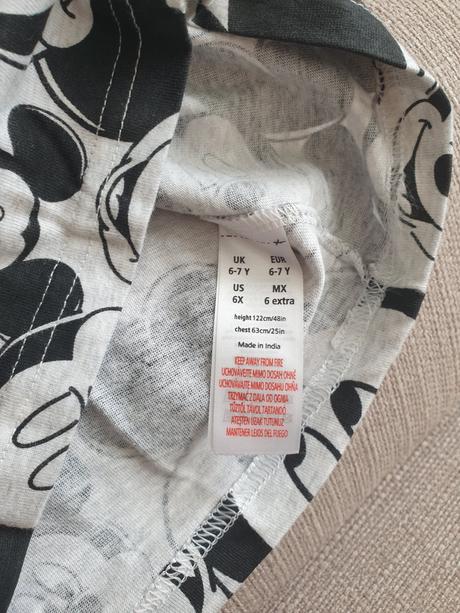 UK EUR
6-7 Y 6-7 Y
US MX
6X 6 extra
height 122cm/48in
chest 63cm/25in
Made in India
KEEP AWAY FROM FIRE
UCHOVÁVEJTE MIMO DOSAH OHNĚ
UCHOVÁVAJTE MIMO DOSAHU OHŇA
TRZYMAĆ Z DALA OD OGNIA
TŰZTŐL TÁVOL TARTANDÓ
ATEŞTEN UZAK TUTUNUZ
MANTENER LEJOS DEL FUEGO